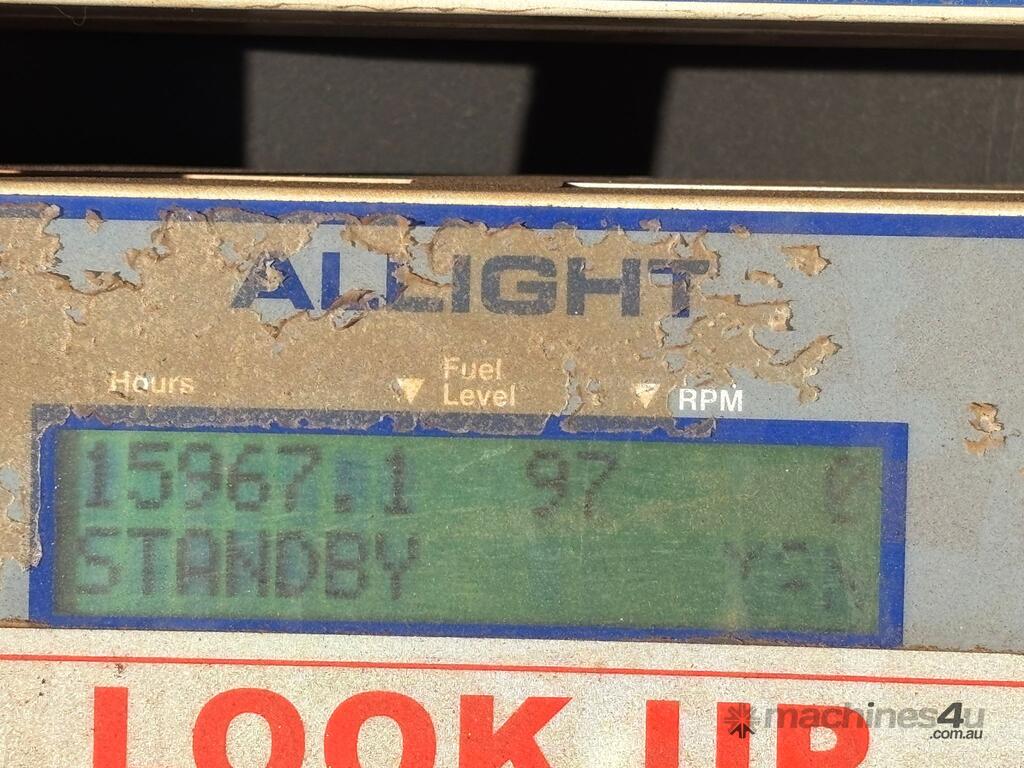 ALLIGHT
Hours Fuel Level RPM
15967.1 97 0
STANDBY
LOOK UP
machines4u
.com.au